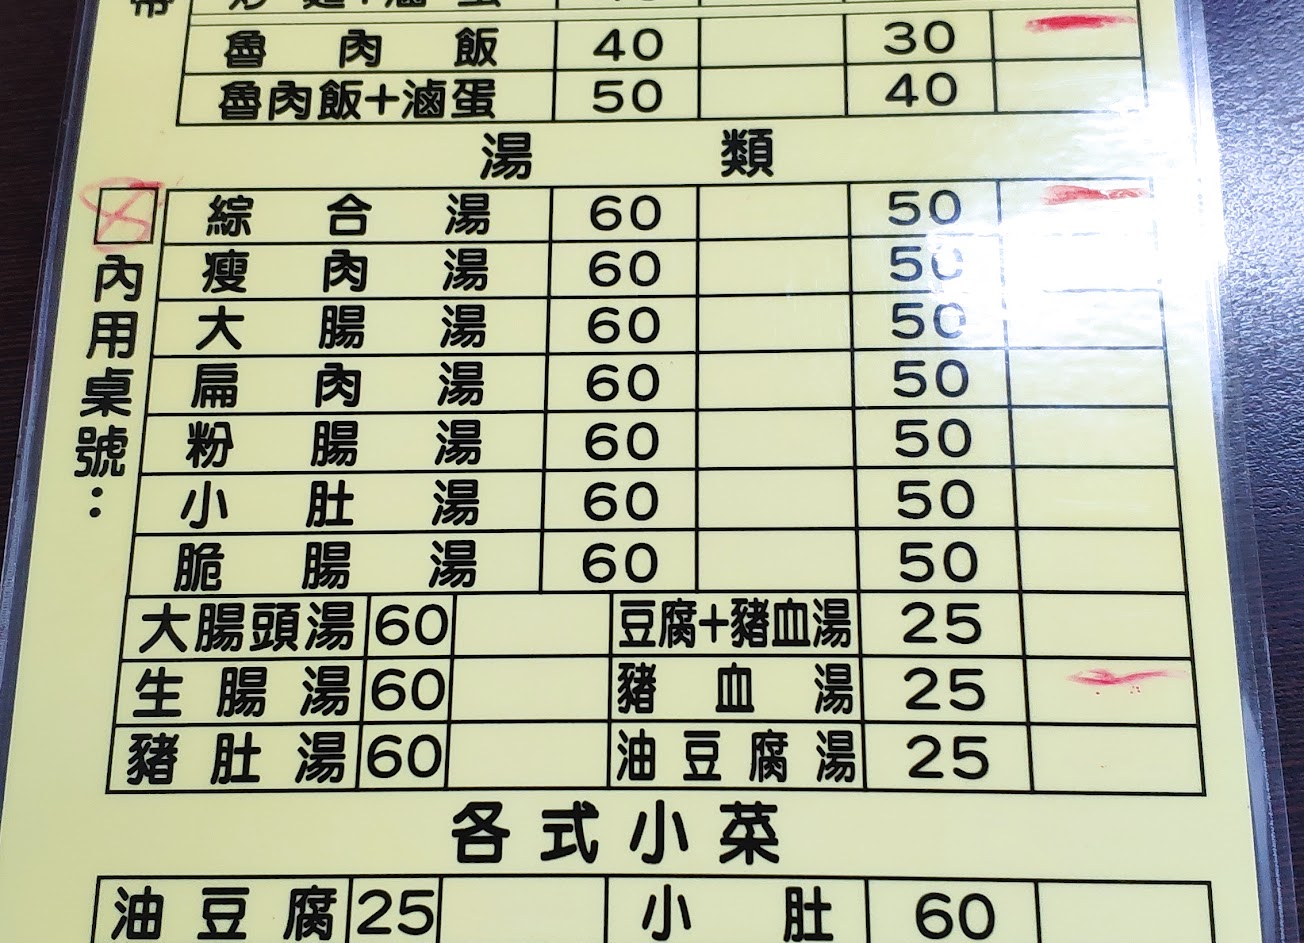 魯肉飯 40 30
魯肉飯+滷蛋 50 40
湯類
綜合湯 60 50
瘦肉湯 60 50
大腸湯 60 50
扁肉湯 60 50
粉腸湯 60 50
小肚湯 60 50
脆腸湯 60 50
大腸頭湯 60 豆腐+豬血湯 25
生腸湯 60 豬血湯 25
豬肚湯 60 油豆腐湯 25
內用桌號:
各式小菜
油豆腐 25 小肚 60